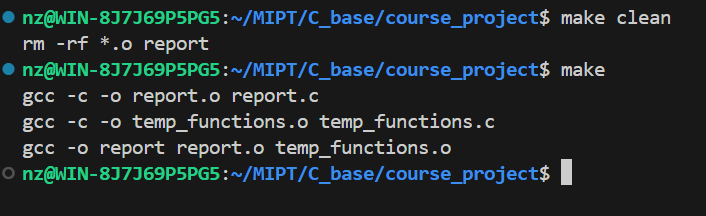 nz@WIN-8J7J69P5PG5:~/MIPT/C_base/course_project$ make clean
rm -rf *.o report
nz@WIN-8J7J69P5PG5:~/MIPT/C_base/course_project$ make
gcc -c -o report.o report.c
gcc -c -o temp_functions.o temp_functions.c
gcc -o report report.o temp_functions.o
nz@WIN-8J7J69P5PG5:~/MIPT/C_base/course_project$